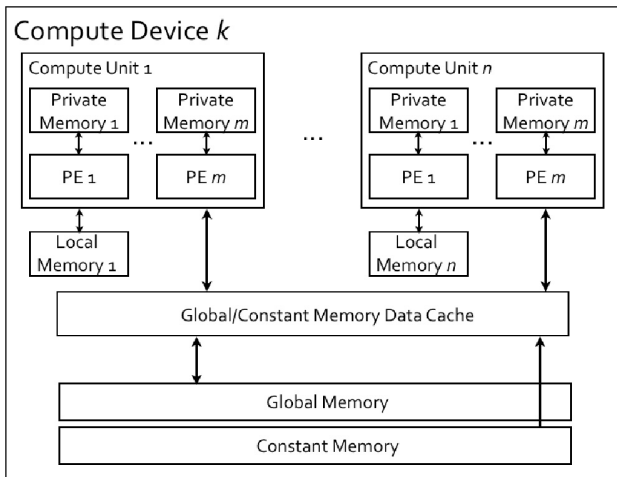 Compute Device k
Compute Unit 1
Private Memory 1
Private Memory m
...
PE 1
PE m
Local Memory 1
...
Compute Unit n
Private Memory 1
Private Memory m
...
PE 1
PE m
Local Memory n
Global/Constant Memory Data Cache
Global Memory
Constant Memory